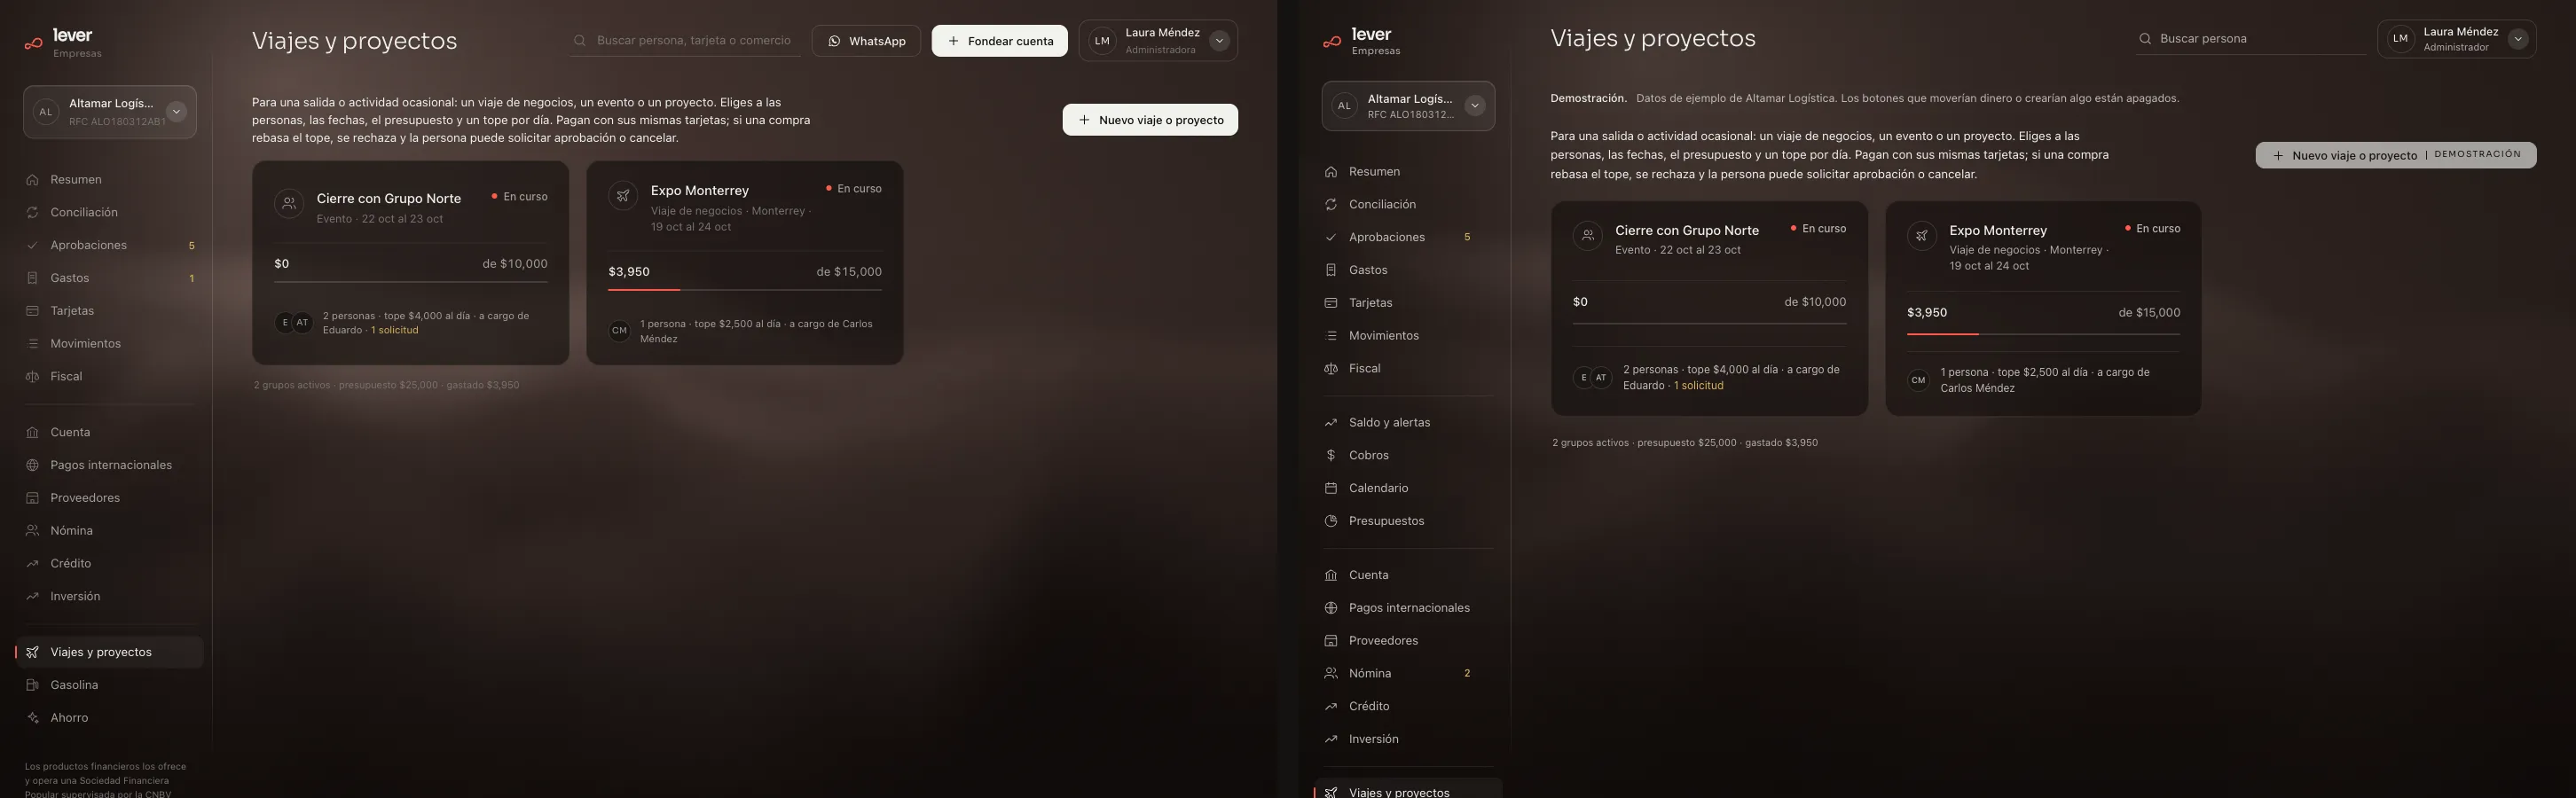 lever
Empresas
AL
Altamar Logís...
RFC ALO180312AB1
Resumen
Conciliación
Aprobaciones 5
Gastos 1
Tarjetas
Movimientos
Fiscal
Cuenta
Pagos internacionales
Proveedores
Nómina
Crédito
Inversión
Viajes y proyectos
Gasolina
Ahorro
Los productos financieros los ofrece
y opera una Sociedad Financiera
Popular supervisada por la CNBV
Viajes y proyectos
Buscar persona, tarjeta o comercio
WhatsApp
+ Fondear cuenta
LM
Laura Méndez
Administradora
Para una salida o actividad ocasional: un viaje de negocios, un evento o un proyecto. Eliges a las
personas, las fechas, el presupuesto y un tope por día. Pagan con sus mismas tarjetas; si una compra
rebasa el tope, se rechaza y la persona puede solicitar aprobación o cancelar.
+ Nuevo viaje o proyecto
Cierre con Grupo Norte
En curso
Evento · 22 oct al 23 oct
$0 de $10,000
E AT
2 personas · tope $4,000 al día · a cargo de
Eduardo · 1 solicitud
Expo Monterrey
En curso
Viaje de negocios · Monterrey ·
19 oct al 24 oct
$3,950 de $15,000
CM
1 persona · tope $2,500 al día · a cargo de Carlos
Méndez
2 grupos activos · presupuesto $25,000 · gastado $3,950
lever
Empresas
AL
Altamar Logís...
RFC ALO180312...
Resumen
Conciliación
Aprobaciones 5
Gastos
Tarjetas
Movimientos
Fiscal
Saldo y alertas
Cobros
Calendario
Presupuestos
Cuenta
Pagos internacionales
Proveedores
Nómina 2
Crédito
Inversión
Viajes y proyectos
Viajes y proyectos
Buscar persona
LM
Laura Méndez
Administrador
Demostración. Datos de ejemplo de Altamar Logística. Los botones que moverían dinero o crearían algo están apagados.
Para una salida o actividad ocasional: un viaje de negocios, un evento o un proyecto. Eliges a las
personas, las fechas, el presupuesto y un tope por día. Pagan con sus mismas tarjetas; si una compra
rebasa el tope, se rechaza y la persona puede solicitar aprobación o cancelar.
+ Nuevo viaje o proyecto | DEMOSTRACIÓN
Cierre con Grupo Norte
En curso
Evento · 22 oct al 23 oct
$0 de $10,000
E AT
2 personas · tope $4,000 al día · a cargo de
Eduardo · 1 solicitud
Expo Monterrey
En curso
Viaje de negocios · Monterrey ·
19 oct al 24 oct
$3,950 de $15,000
CM
1 persona · tope $2,500 al día · a cargo de
Carlos Méndez
2 grupos activos · presupuesto $25,000 · gastado $3,950